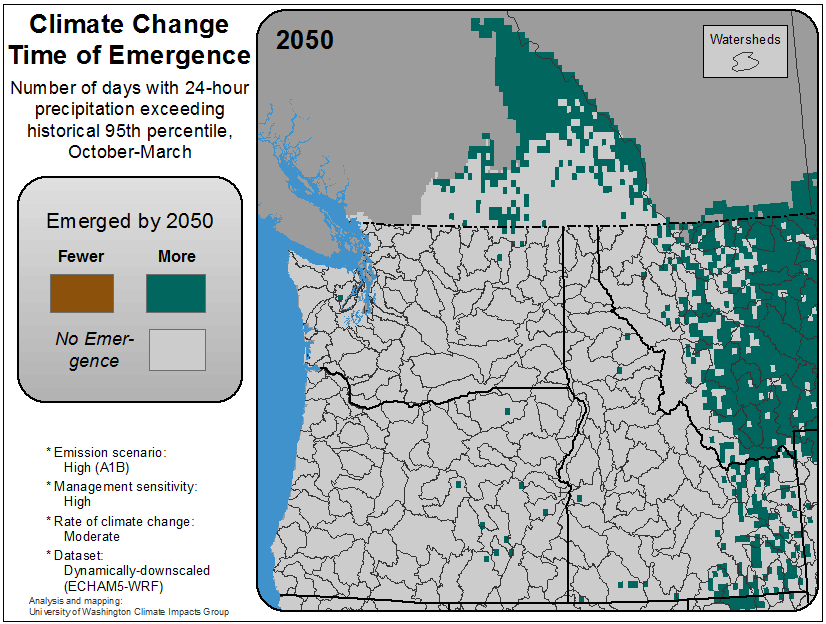 Climate Change
Time of Emergence
Number of days with 24-hour
precipitation exceeding
historical 95th percentile,
October-March
Emerged by 2050
Fewer
More
No Emer-
gence
* Emission scenario:
High (A1B)
* Management sensitivity:
High
* Rate of climate change:
Moderate
* Dataset:
Dynamically-downscaled
(ECHAM5-WRF)
Analysis and mapping:
University of Washington Climate Impacts Group
2050
Watersheds